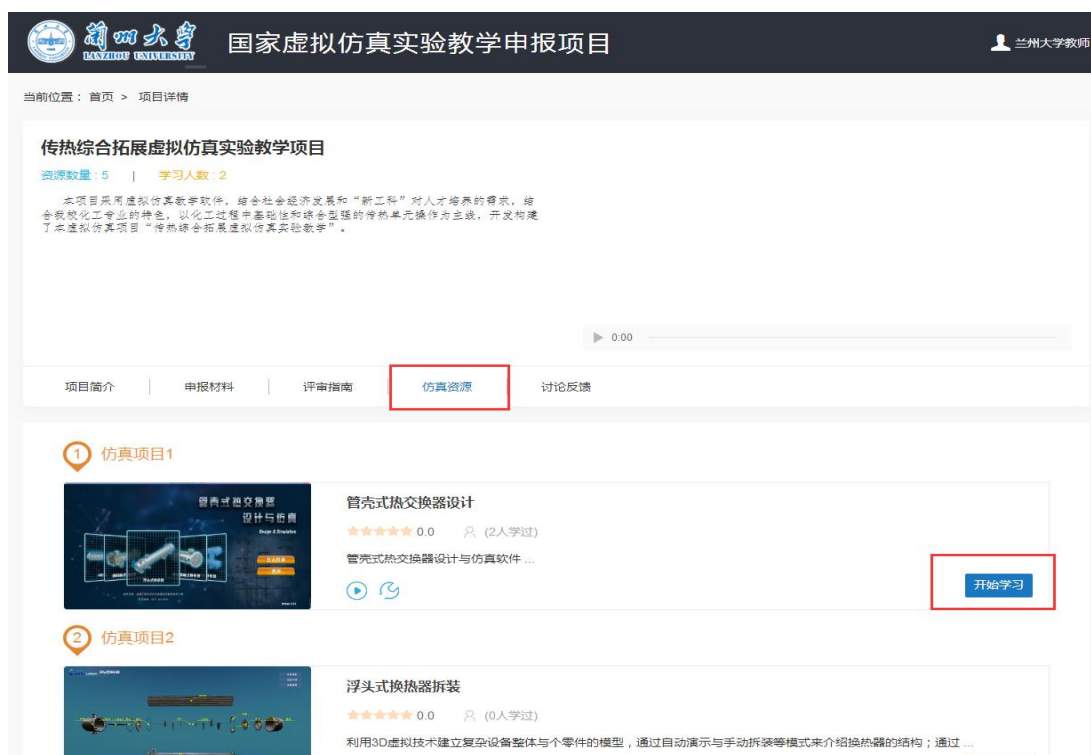 蘭州大學
LANZHOU UNIVERSITY
国家虚拟仿真实验教学申报项目
兰州大学教师
当前位置： 首页 > 项目详情
传热综合拓展虚拟仿真实验教学项目
资源数量 : 5 | 学习人数 : 2
本项目采用虚拟仿真教学软件，结合社会经济发展和“新工科”对人才培养的需求，结
合我校化工专业的特色，以化工过程中基础性和综合型强的传热单元操作为主线，开发构建
了本虚拟仿真项目“传热综合拓展虚拟仿真实验教学”。
0:00
项目简介
申报材料
评审指南
仿真资源
讨论反馈
1 仿真项目1
管壳式热交换器
设计与仿真
Design & Simulation
管壳式热交换器设计
0.0 (2人学过)
管壳式热交换器设计与仿真软件 ...
开始学习
2 仿真项目2
浮头式换热器拆装
0.0 (0人学过)
利用3D虚拟技术建立复杂设备整体与个零件的模型，通过自动演示与手动拆装等模式来介绍换热器的结构；通过 ...